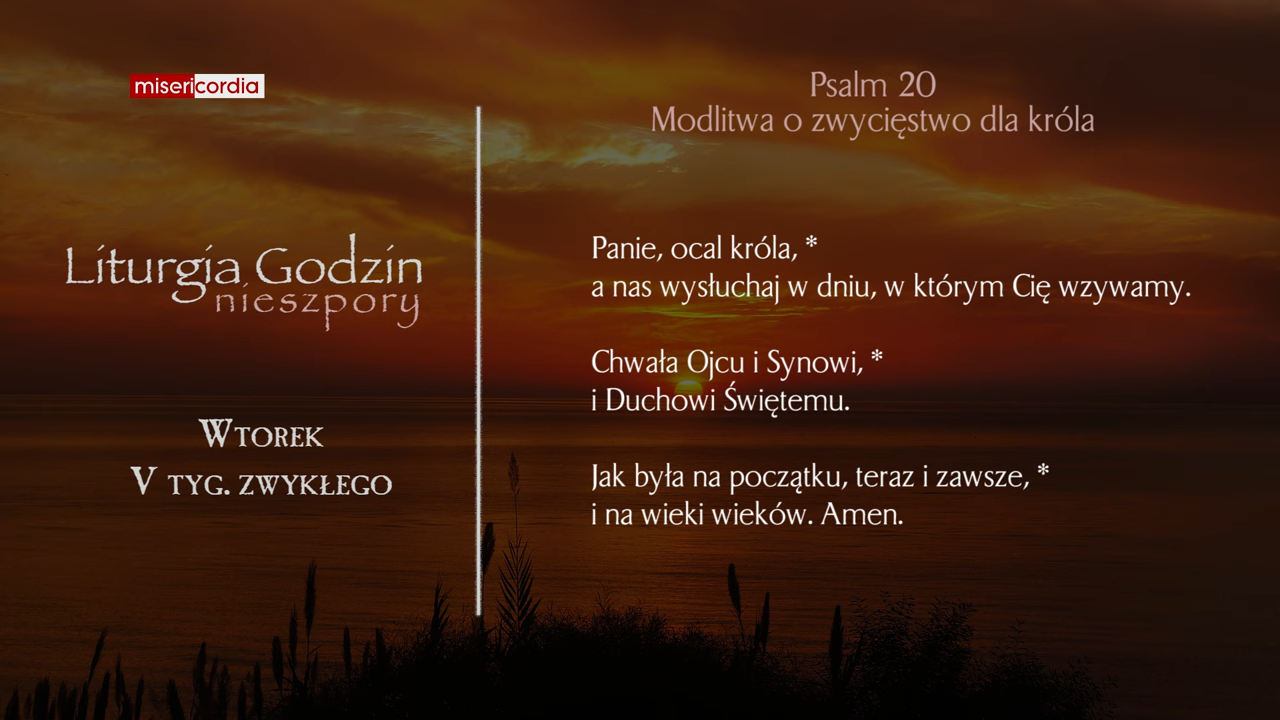 misericordia
Liturgia Godzin
nieszpory
Wtorek
V tyg. zwykłego
Psalm 20
Modlitwa o zwycięstwo dla króla
Panie, ocal króla, *
a nas wysłuchaj w dniu, w którym Cię wzywamy.
Chwała Ojcu i Synowi, *
i Duchowi Świętemu.
Jak była na początku, teraz i zawsze, *
i na wieki wieków. Amen.